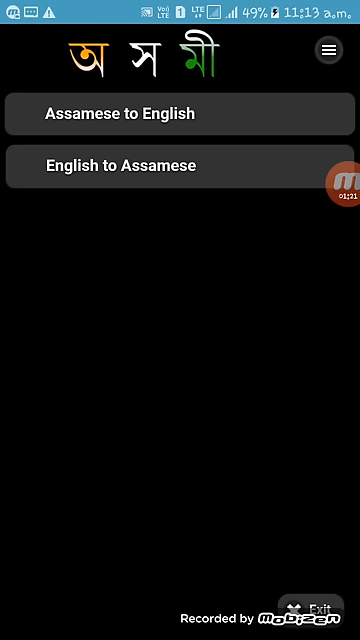 49% 11:13 a.m.
অ স মী
Assamese to English
English to Assamese
01:21
Exit
Recorded by Mobizen